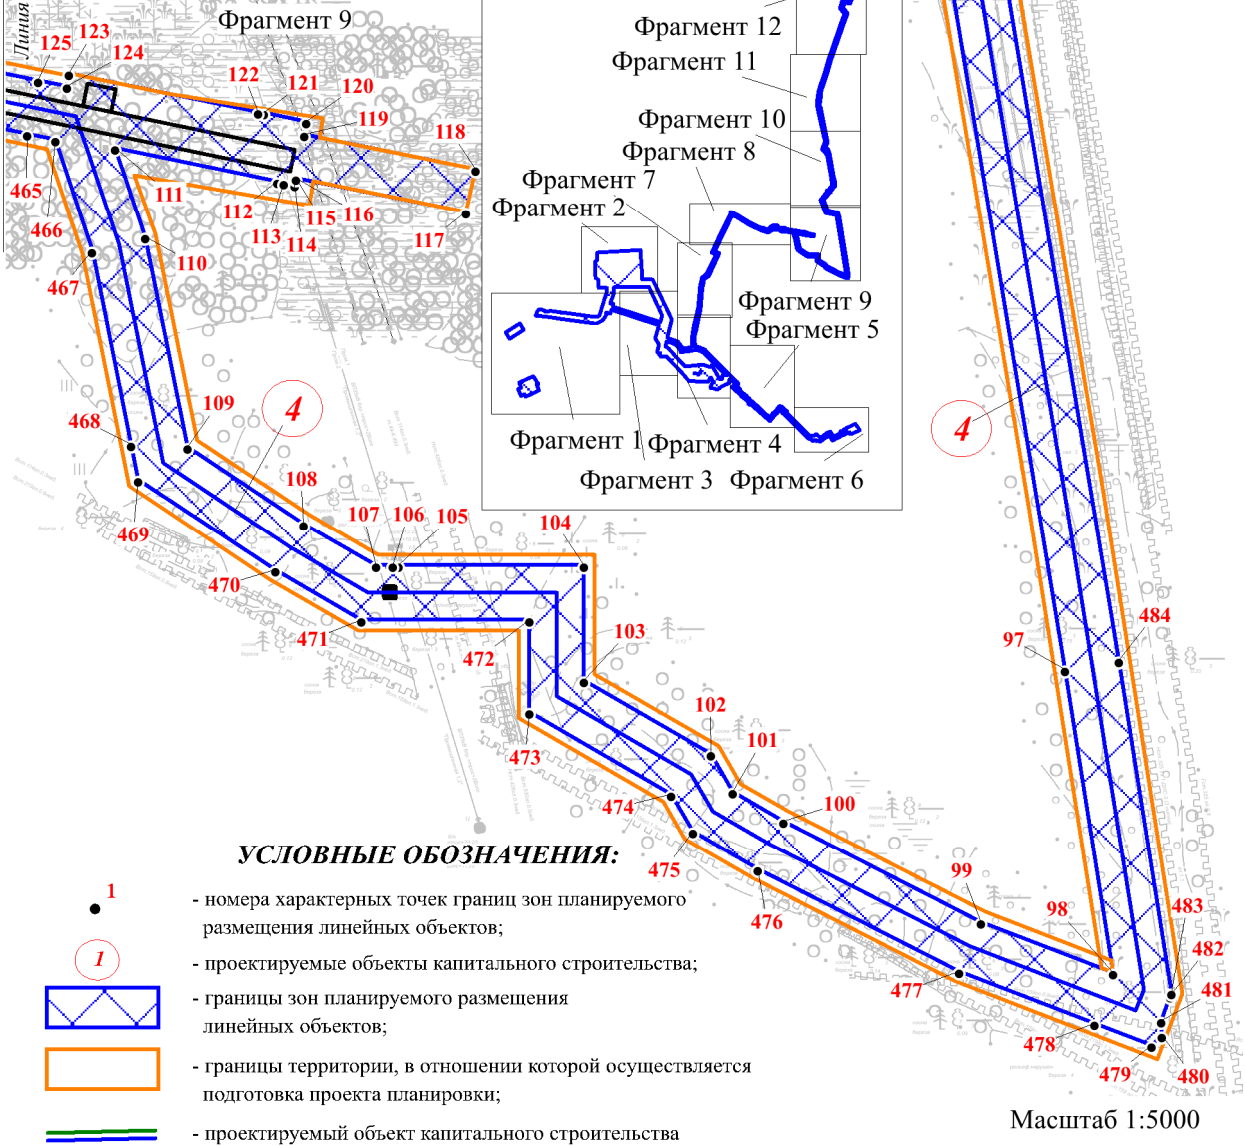 Линия
Фрагмент 9
Фрагмент 12
Фрагмент 11
Фрагмент 10
Фрагмент 8
Фрагмент 7
Фрагмент 2
Фрагмент 9
Фрагмент 5
Фрагмент 1
Фрагмент 4
Фрагмент 3
Фрагмент 6
125
123
124
122
121
120
119
118
465
466
111
112
113
114
115
116
117
467
110
468
109
4
4
469
108
107
106
105
104
470
471
472
103
97
484
473
102
101
474
100
475
476
99
98
483
482
477
481
478
479
480
УСЛОВНЫЕ ОБОЗНАЧЕНИЯ:
1
- номера характерных точек границ зон планируемого
размещения линейных объектов;
1
- проектируемые объекты капитального строительства;
- границы зон планируемого размещения
линейных объектов;
- границы территории, в отношении которой осуществляется
подготовка проекта планировки;
- проектируемый объект капитального строительства
Масштаб 1:5000